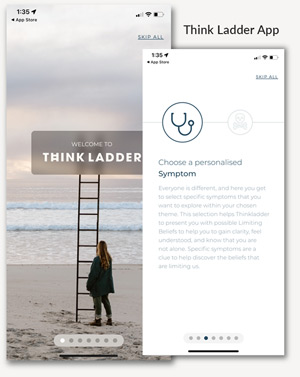 Think Ladder App
1:35
App Store
SKIP ALL
WELCOME TO
THINK LADDER
1:35
App Store
SKIP ALL
Choose a personalised
Symptom
Everyone is different, and here you get
to select specific symptoms that you
want to explore within your chosen
theme. This selection helps Thinkladder
to present you with possible Limiting
Beliefs to help you to gain clarity, feel
understood, and know that you are
not alone. Specific symptoms are a
clue to help discover the beliefs that
are limiting us.